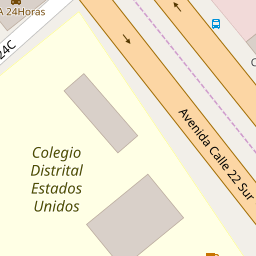 A 24Horas
24C
C
Avenida Calle 22 Sur
Colegio
Distrital
Estados
Unidos